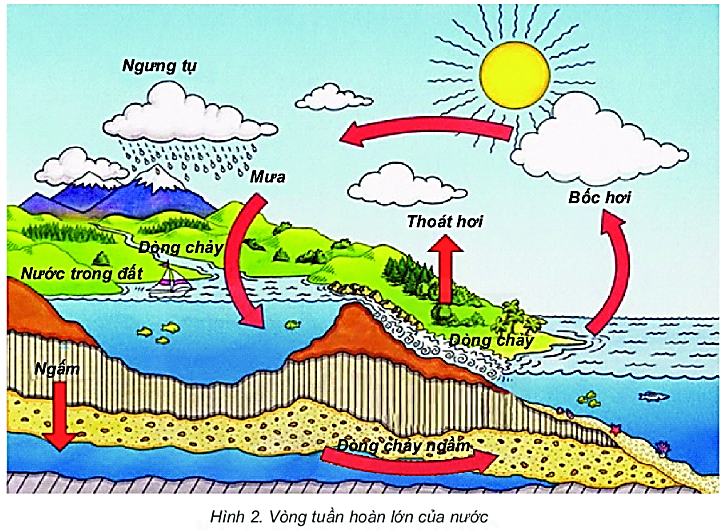 Ngưng tụ
Mưa
Bốc hơi
Thoát hơi
Dòng chảy
Nước trong đất
Dòng chảy
Ngấm
Dòng chảy ngầm
Hình 2. Vòng tuần hoàn lớn của nước